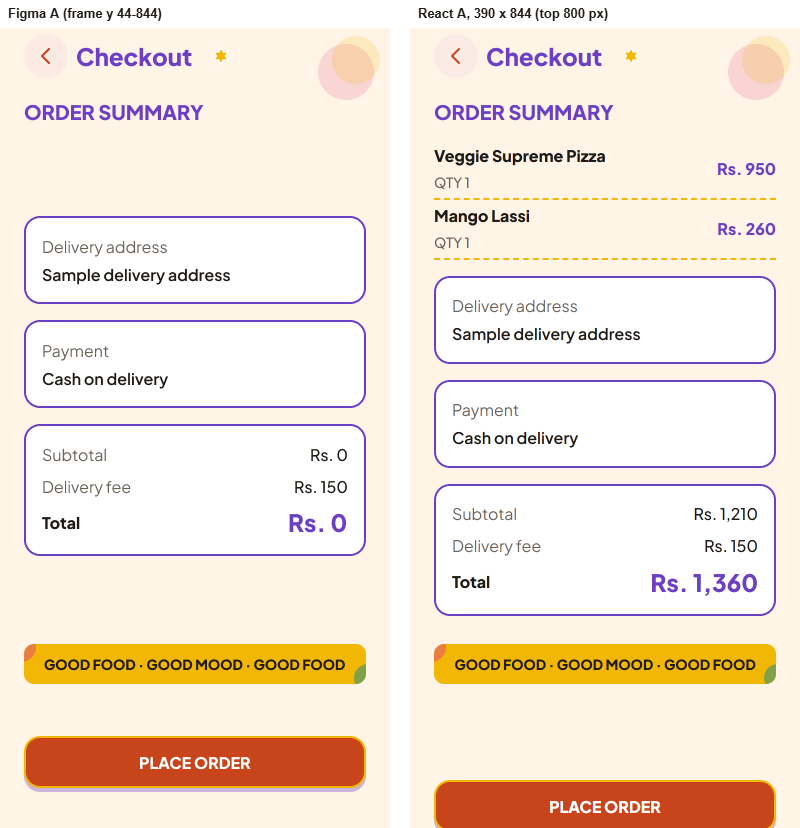 Figma A (frame y 44-844)
Checkout
ORDER SUMMARY
Delivery address
Sample delivery address
Payment
Cash on delivery
Subtotal Rs. 0
Delivery fee Rs. 150
Total Rs. 0
GOOD FOOD · GOOD MOOD · GOOD FOOD
PLACE ORDER
React A, 390 x 844 (top 800 px)
Checkout
ORDER SUMMARY
Veggie Supreme Pizza
QTY 1
Rs. 950
Mango Lassi
QTY 1
Rs. 260
Delivery address
Sample delivery address
Payment
Cash on delivery
Subtotal Rs. 1,210
Delivery fee Rs. 150
Total Rs. 1,360
GOOD FOOD · GOOD MOOD · GOOD FOOD
PLACE ORDER